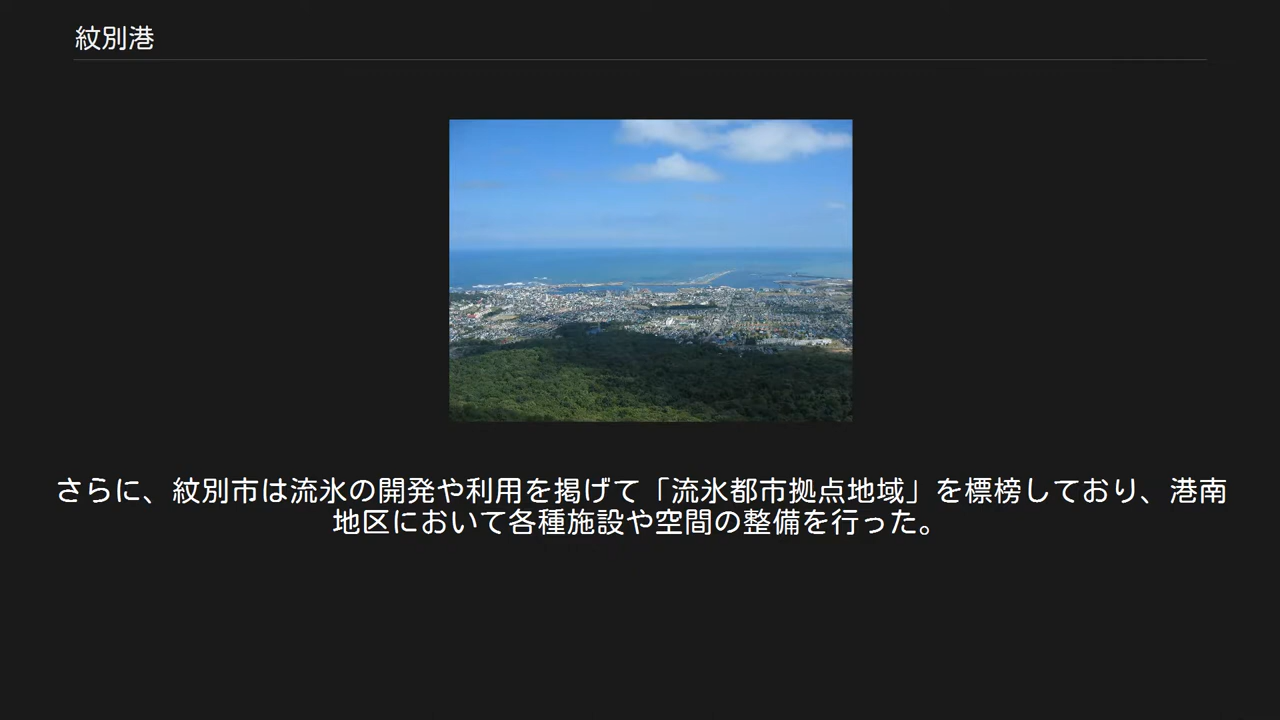 紋別港
さらに、紋別市は流氷の開発や利用を掲げて「流氷都市拠点地域」を標榜しており、港南
地区において各種施設や空間の整備を行った。